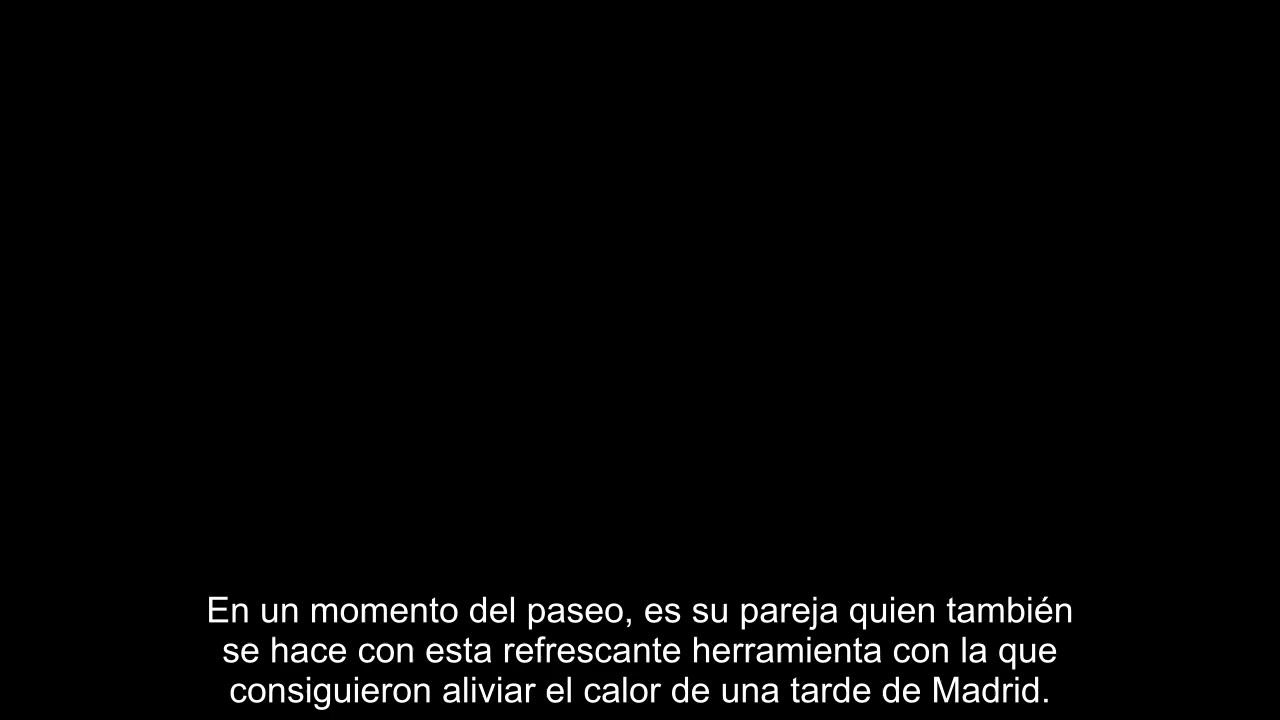 En un momento del paseo, es su pareja quien también
se hace con esta refrescante herramienta con la que
consiguieron aliviar el calor de una tarde de Madrid.